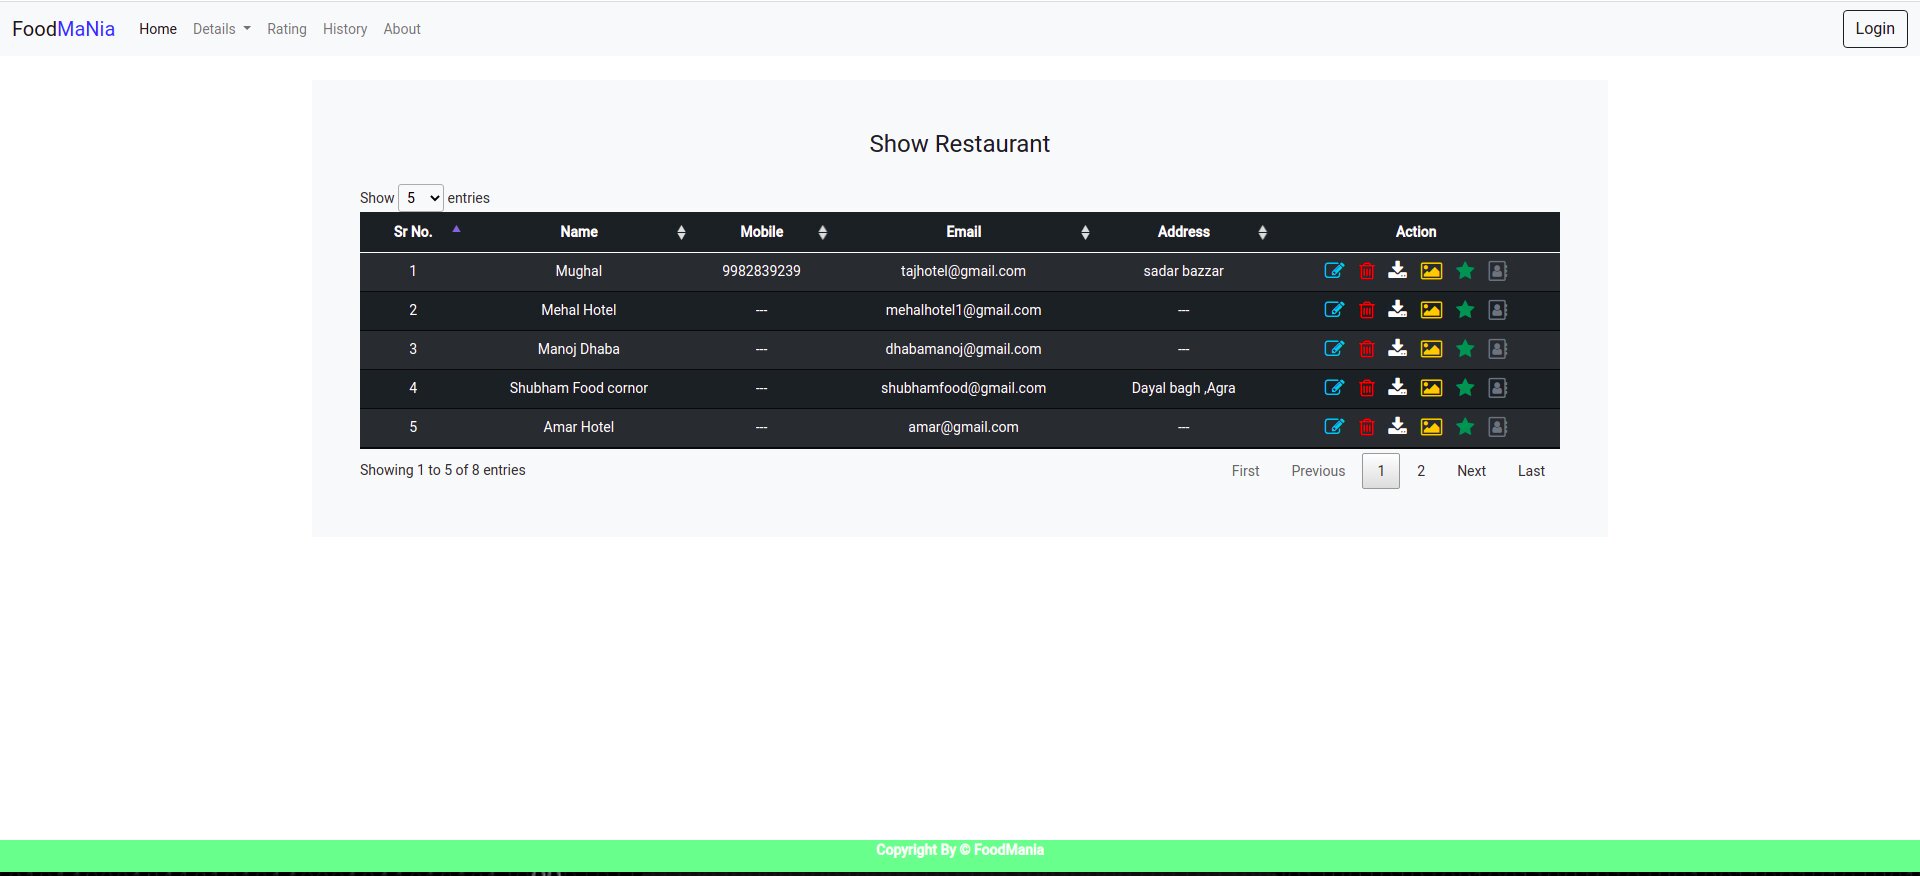 FoodMaNia Home Details Rating History About Login
Show Restaurant
Show 5 entries
Sr No. Name Mobile Email Address Action
1 Mughal 9982839239 tajhotel@gmail.com sadar bazzar
2 Mehal Hotel --- mehalhotel1@gmail.com ---
3 Manoj Dhaba --- dhabamanoj@gmail.com ---
4 Shubham Food cornor --- shubhamfood@gmail.com Dayal bagh ,Agra
5 Amar Hotel --- amar@gmail.com ---
Showing 1 to 5 of 8 entries First Previous 1 2 Next Last
Copyright By © FoodMania